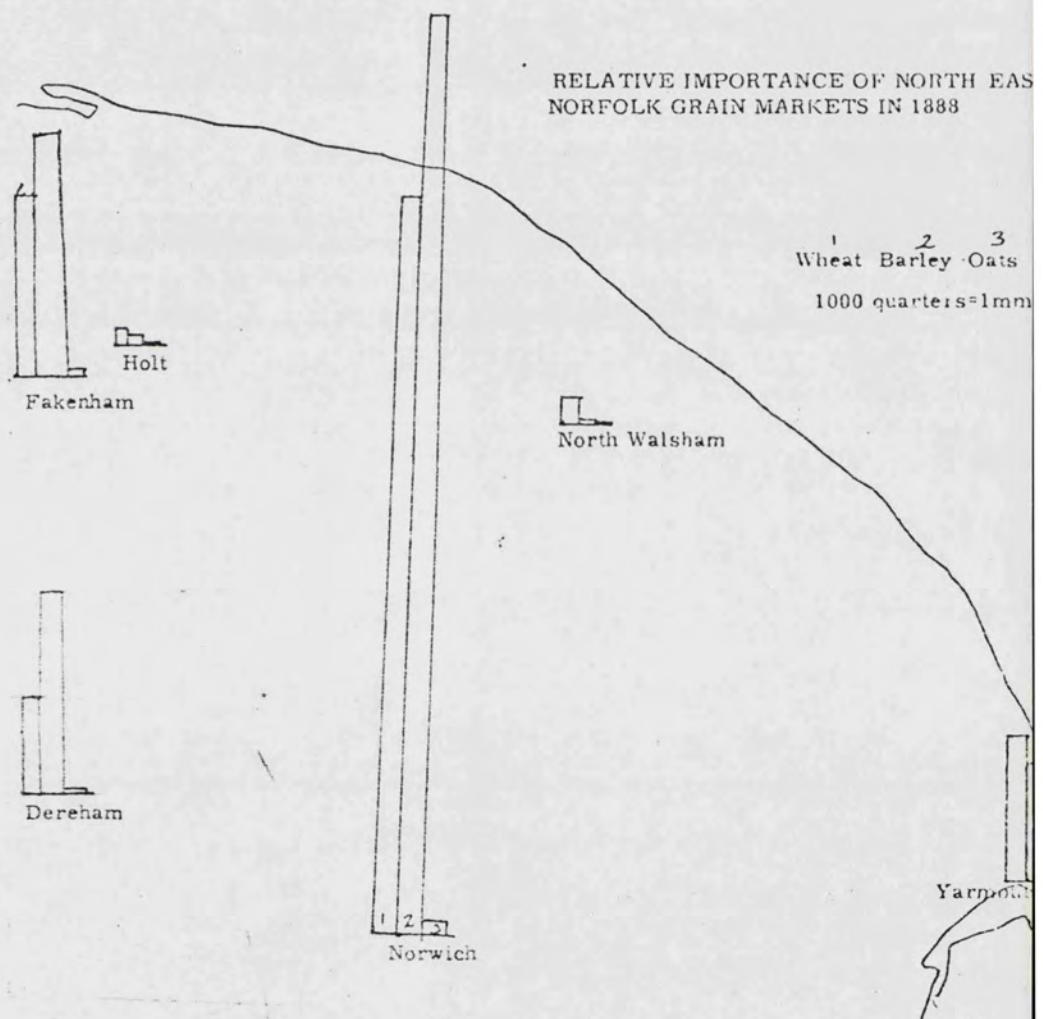 RELATIVE IMPORTANCE OF NORTH EAS
NORFOLK GRAIN MARKETS IN 1888
1 2 3
Wheat Barley Oats
1000 quarters=1mm
Holt
Fakenham
North Walsham
Dereham
Yarmout
1 2 3
Norwich